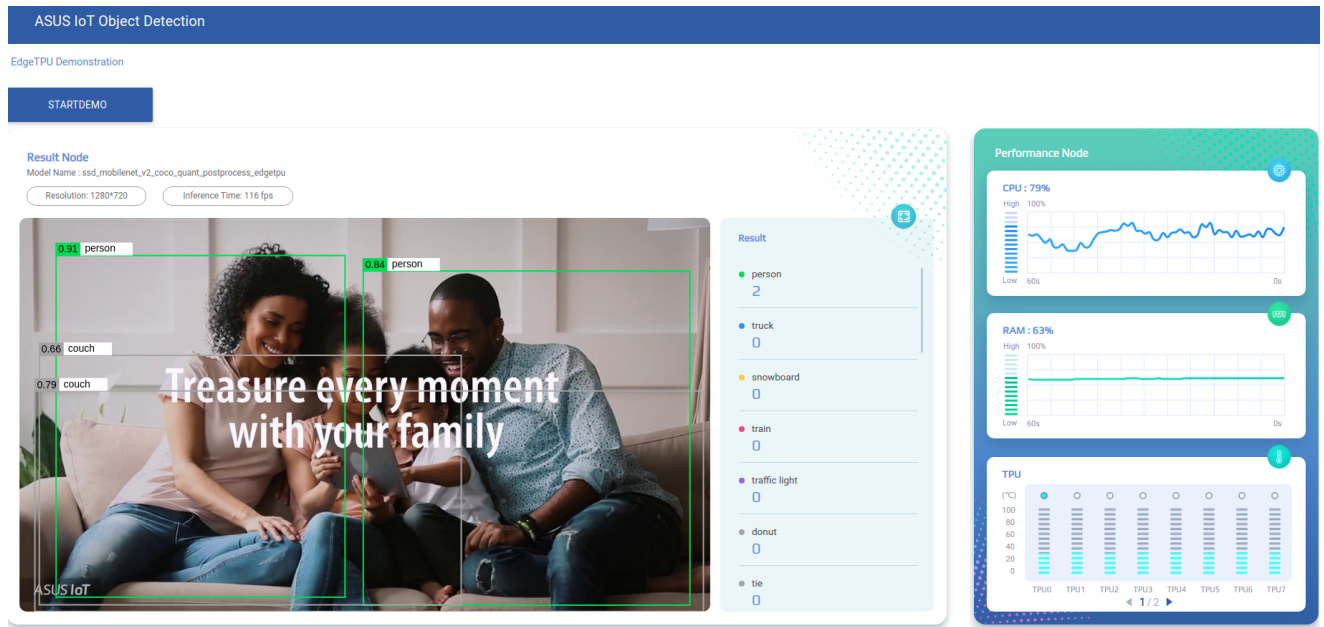 ASUS IoT Object Detection
EdgeTPU Demonstration
STARTDEMO
Result Node
Model Name : ssd_mobilenet_v2_coco_quant_postprocess_edgetpu
Resolution: 1280*720
Inference Time: 116 fps
0.91 person
0.84 person
0.66 couch
0.79 couch
Treasure every moment
with your family
ASUS IoT
Result
person
2
truck
0
snowboard
0
train
0
traffic light
0
donut
0
tie
0
Performance Node
CPU : 79%
High 100%
Low 60s 0s
RAM : 63%
High 100%
Low 60s 0s
TPU
(°C)
100
80
60
40
20
0
TPU0 TPU1 TPU2 TPU3 TPU4 TPU5 TPU6 TPU7
1 / 2